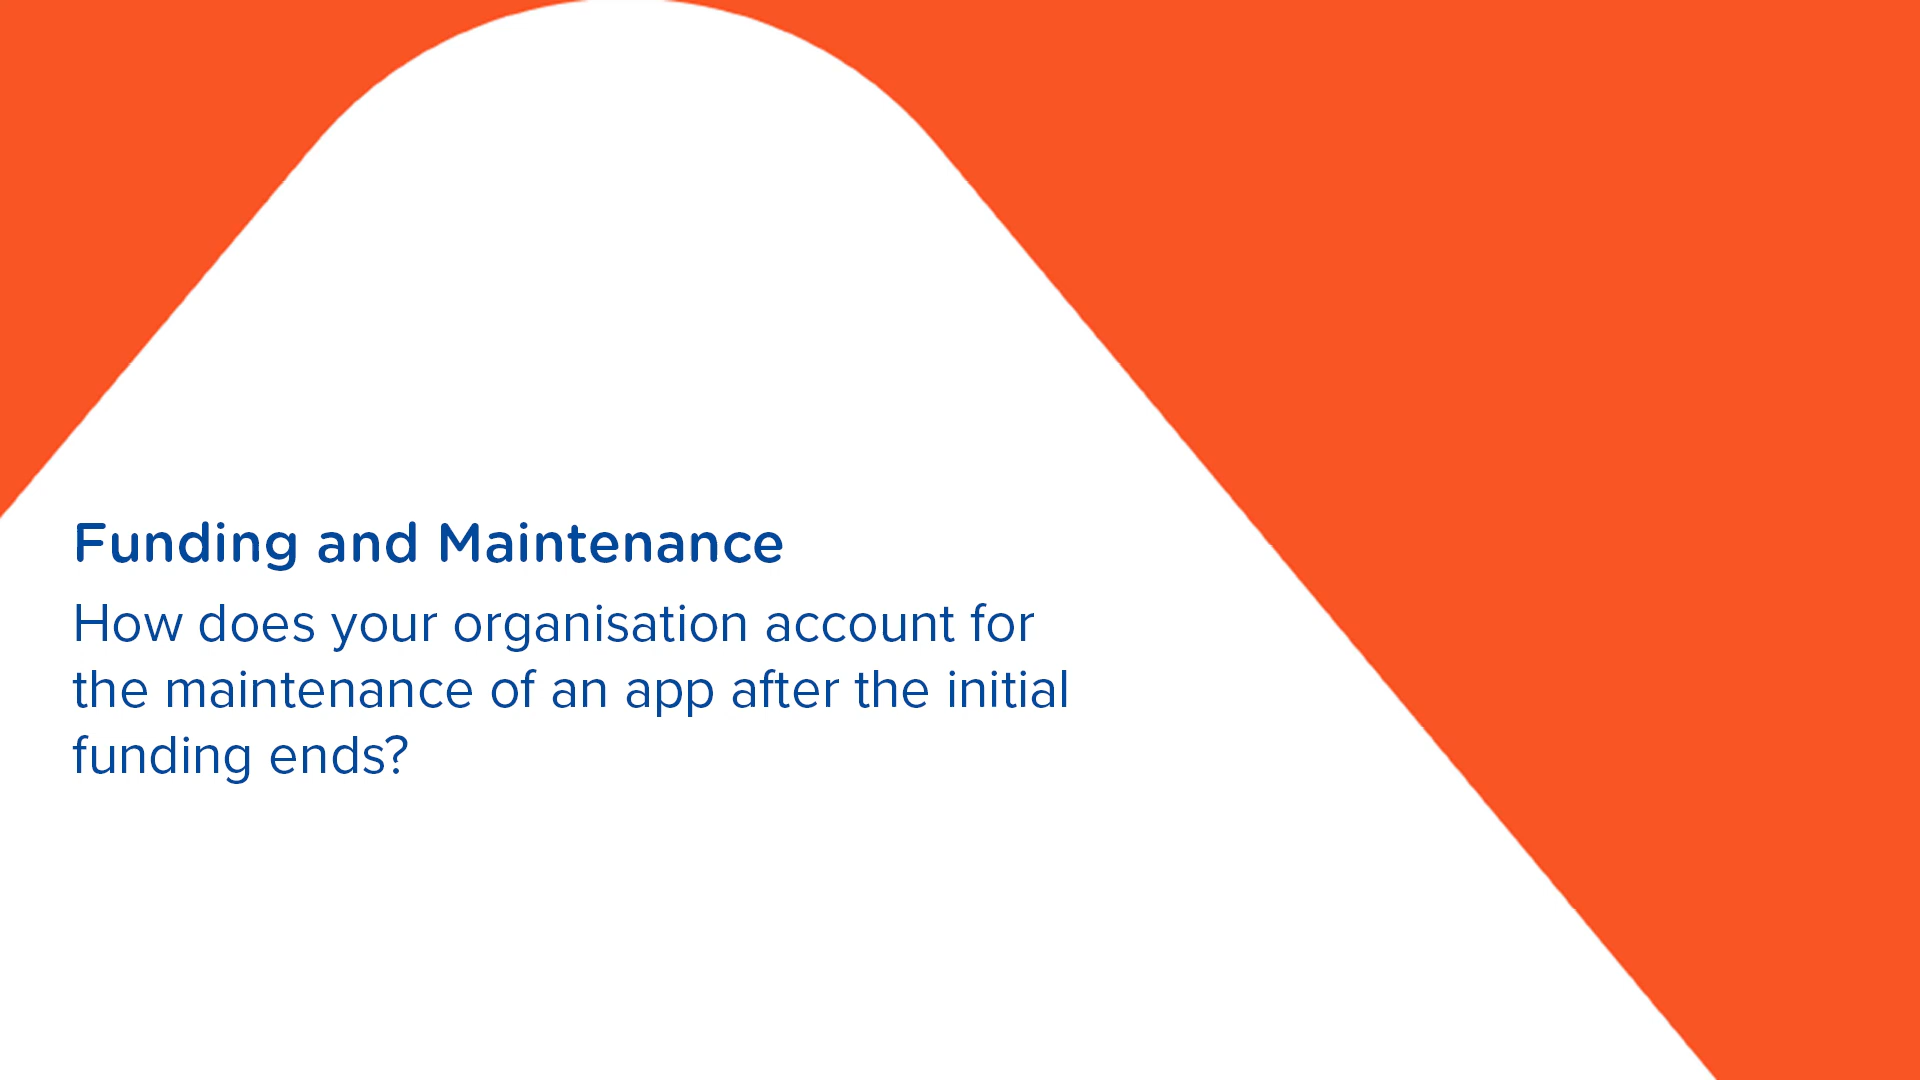 Funding and Maintenance
How does your organisation account for
the maintenance of an app after the initial
funding ends?